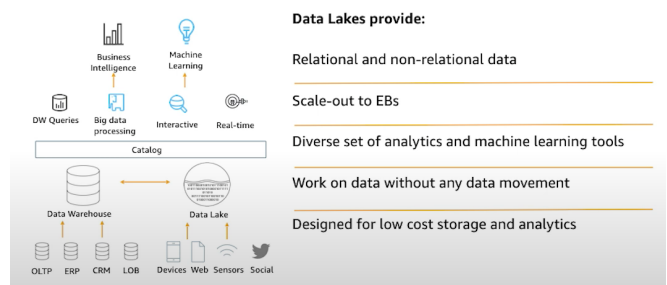 Business
Intelligence
Machine
Learning
DW Queries
Big data
processing
Interactive
Real-time
Catalog
Data Warehouse
Data Lake
OLTP
ERP
CRM
LOB
Devices
Web
Sensors
Social
Data Lakes provide:
Relational and non-relational data
Scale-out to EBs
Diverse set of analytics and machine learning tools
Work on data without any data movement
Designed for low cost storage and analytics